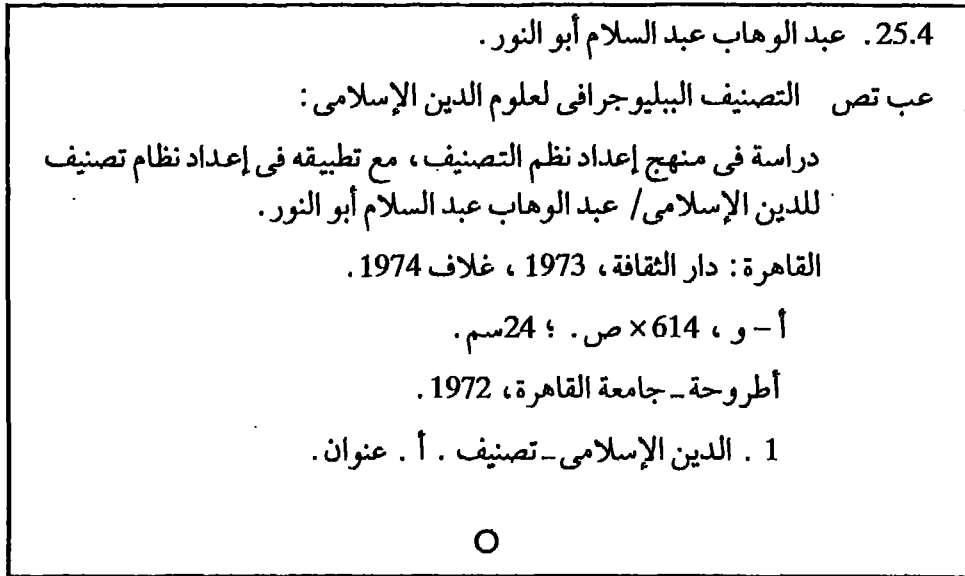 25.4. عبد الوهاب عبد السلام أبو النور.
عب تص التصنيف الببليوجرافى لعلوم الدين الإسلامى:
دراسة فى منهج إعداد نظم التصنيف، مع تطبيقه فى إعداد نظام تصنيف
للدين الإسلامى/ عبد الوهاب عبد السلام أبو النور.
القاهرة: دار الثقافة، 1973، غلاف 1974.
أ – و، 614× ص. ؛ 24سم.
أطروحة ـ جامعة القاهرة، 1972.
1. الدين الإسلامى ـ تصنيف. أ. عنوان.